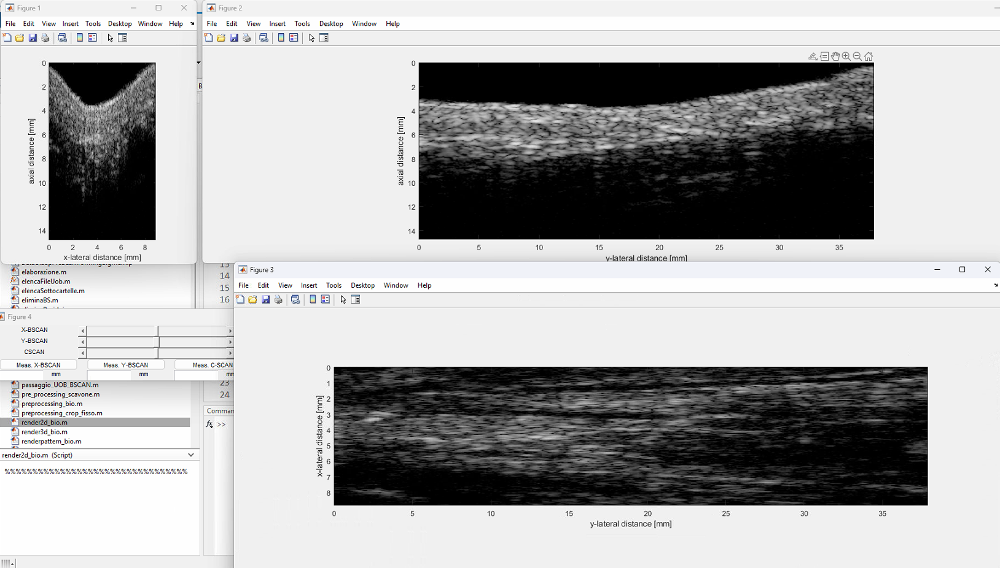 Figure 1
File Edit View Insert Tools Desktop Window Help
0
2
4
6
8
10
12
14
axial distance [mm]
0 2 4 6 8
x-lateral distance [mm]
Figure 2
File Edit View Insert Tools Desktop Window Help
B
0
2
4
6
8
10
12
14
axial distance [mm]
0 5 10 15 20 25 30 35
y-lateral distance [mm]
elaborazione.m
elencaFileUob.m
elencaSottocartelle.m
eliminaBS.m
13
14
15
16
Figure 4
X-BSCAN
Y-BSCAN
CSCAN
Meas. X-BSCAN Meas. Y-BSCAN Meas. C-SCAN
mm mm mm
passaggio_UOB_BSCAN.m
pre_processing_scavone.m
preprocessing_bio.m
preprocessing_crop_fisso.m
render2d_bio.m
render3d_bio.m
renderpattern_bio.m
23
24
Comman
fx >>
render2d_bio.m (Script)
%%%%%%%%%%%%%%%%%%%%%%%%%%%%%%%%%
Figure 3
File Edit View Insert Tools Desktop Window Help
0
1
2
3
4
5
6
7
8
x-lateral distance [mm]
0 5 10 15 20 25 30 35
y-lateral distance [mm]